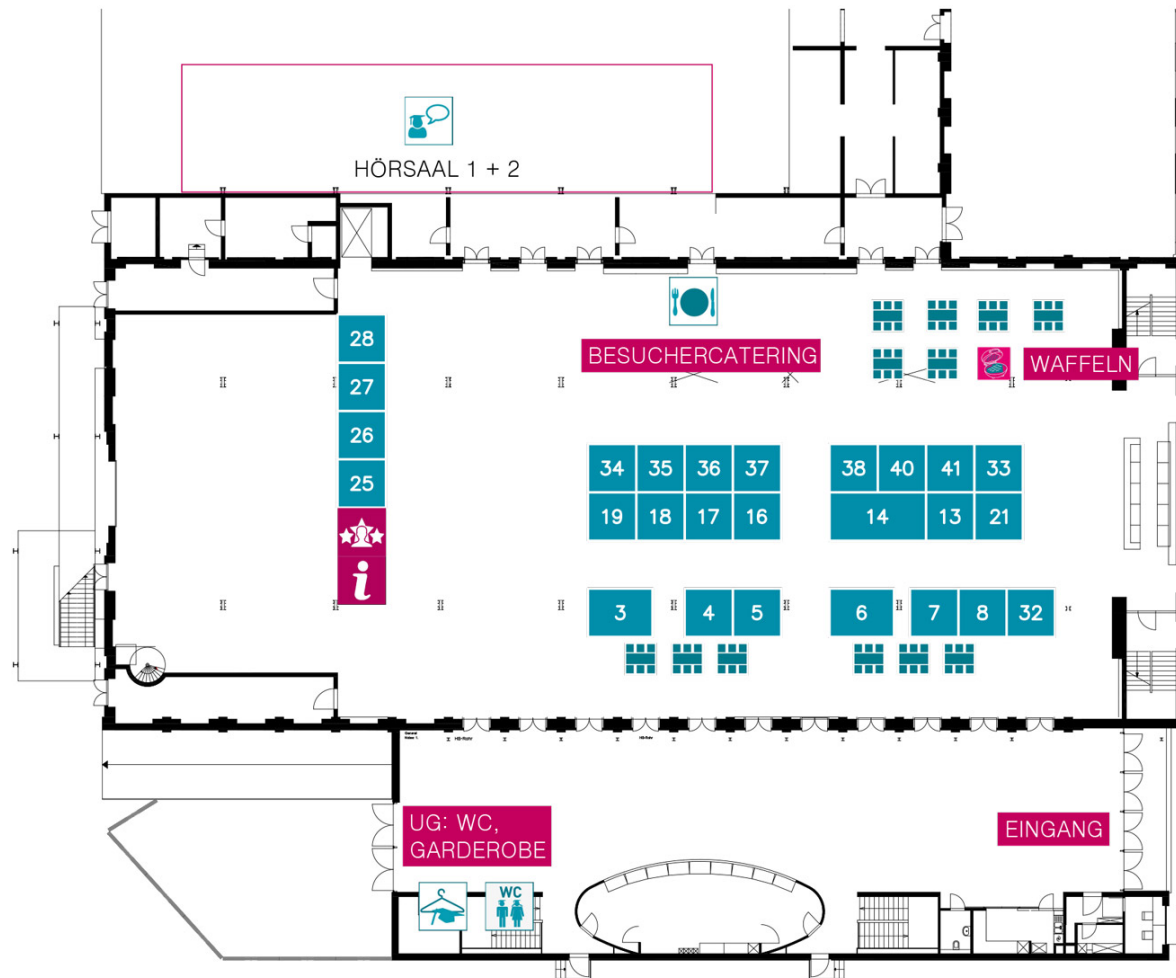 HÖRSAAL 1 + 2
BESUCHERCATERING
WAFFELN
28
27
26
25
i
34 35 36 37 38 40 41 33
19 18 17 16 14 13 21
3 4 5 6 7 8 32
UG: WC,
GARDEROBE
EINGANG
WC